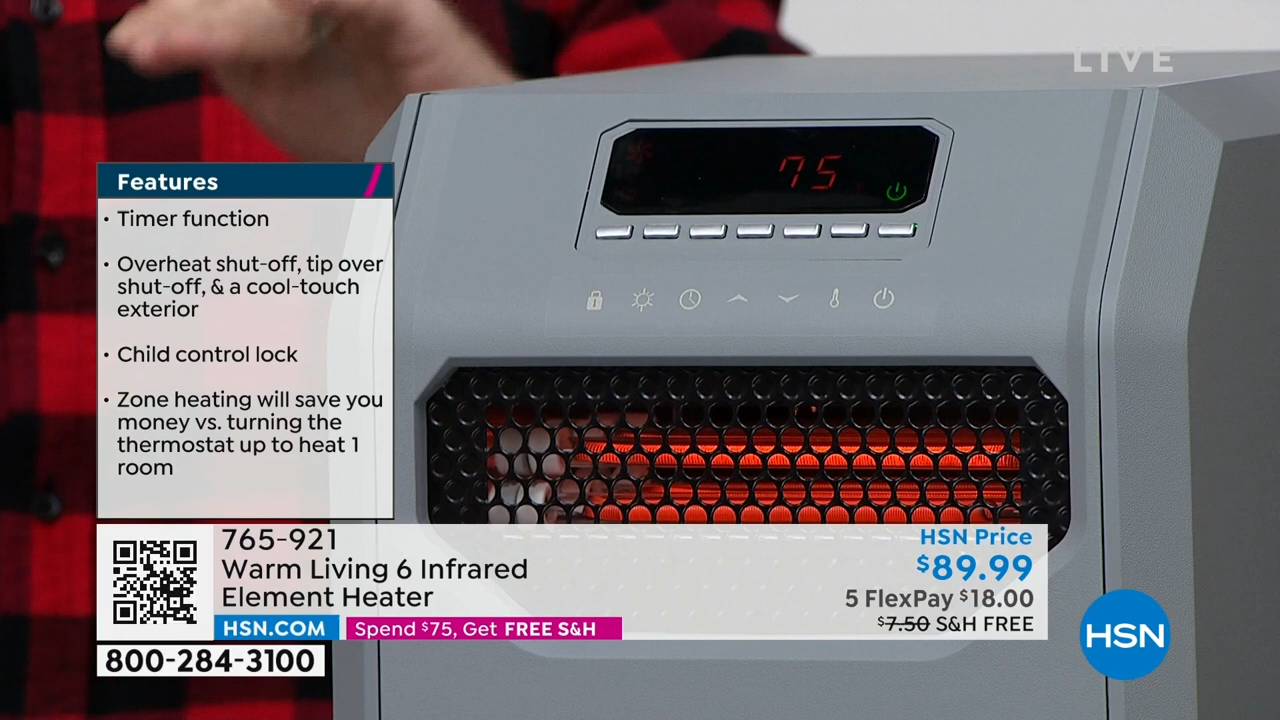 LIVE
75
Features
• Timer function
• Overheat shut-off, tip over
shut-off, & a cool-touch
exterior
• Child control lock
• Zone heating will save you
money vs. turning the
thermostat up to heat 1
room
765-921
Warm Living 6 Infrared
Element Heater
HSN.COM
Spend $75, Get FREE S&H
800-284-3100
HSN Price
$89.99
5 FlexPay $18.00
$7.50 S&H FREE
HSN